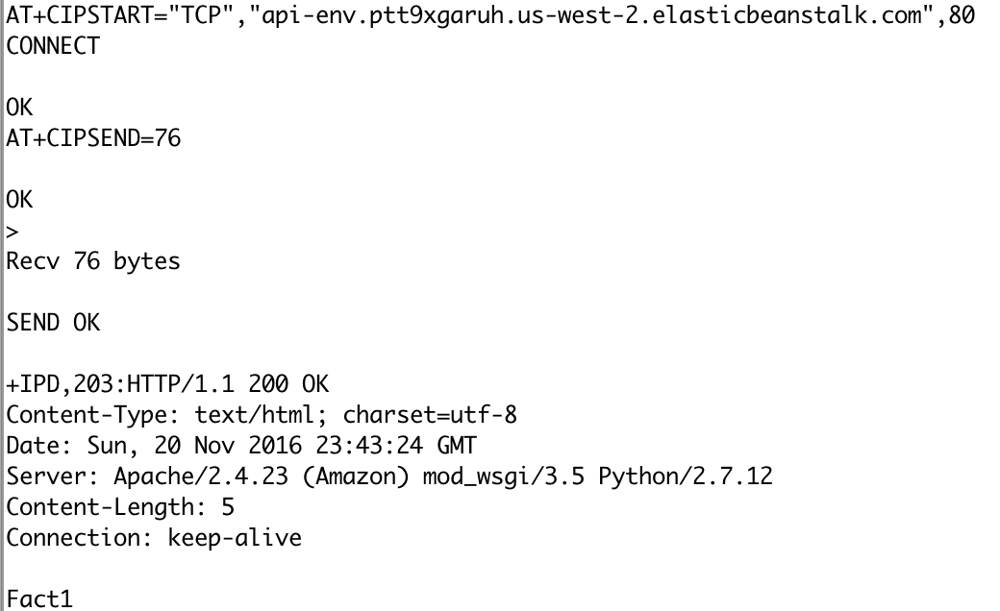 AT+CIPSTART="TCP","api-env.ptt9xgaruh.us-west-2.elasticbeanstalk.com",80
CONNECT
OK
AT+CIPSEND=76
OK
>
Recv 76 bytes
SEND OK
+IPD,203:HTTP/1.1 200 OK
Content-Type: text/html; charset=utf-8
Date: Sun, 20 Nov 2016 23:43:24 GMT
Server: Apache/2.4.23 (Amazon) mod_wsgi/3.5 Python/2.7.12
Content-Length: 5
Connection: keep-alive
Fact1